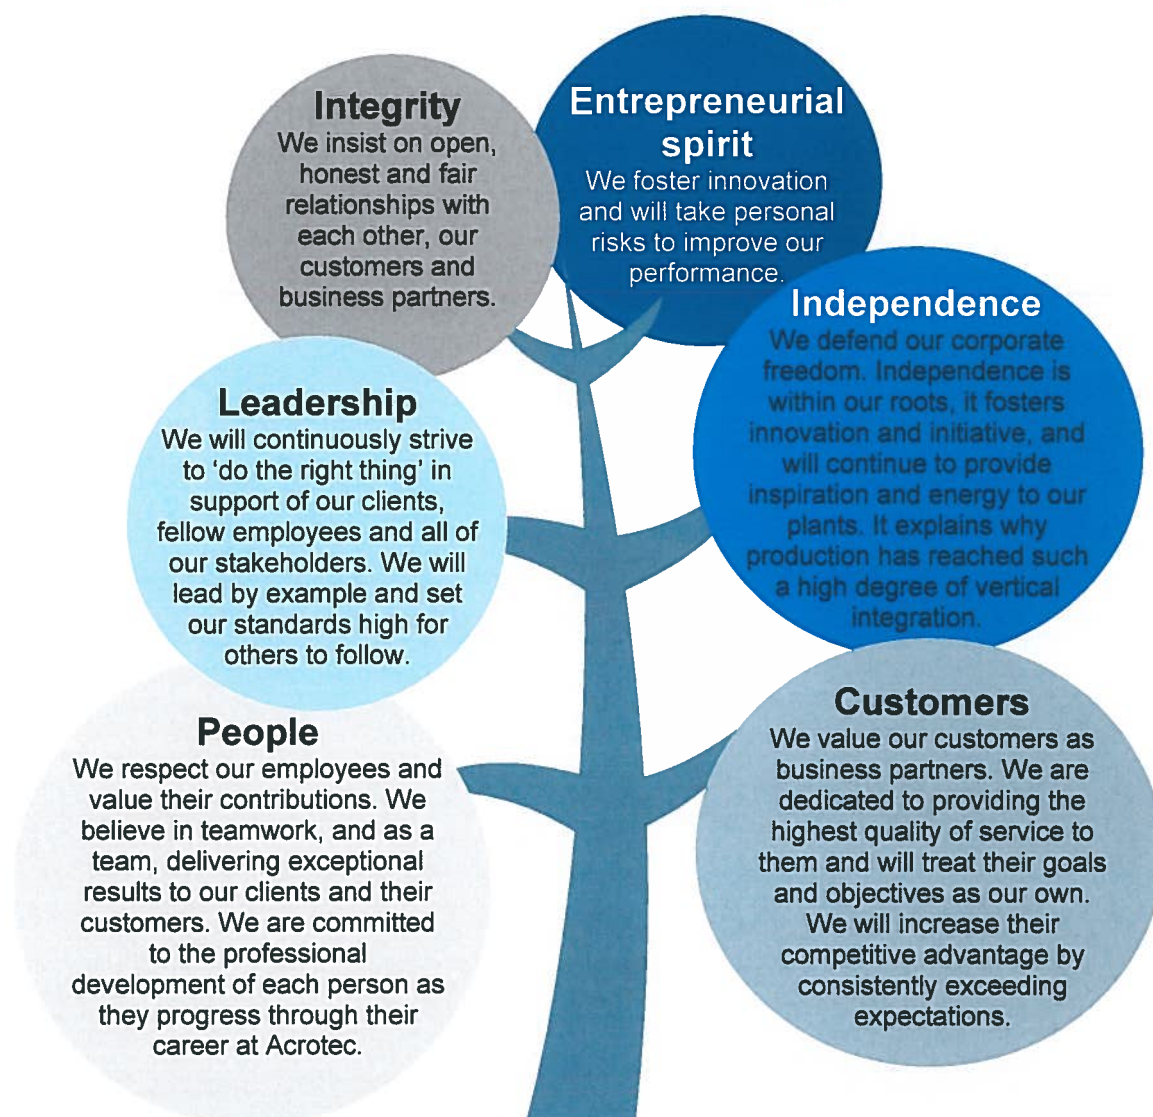 Integrity
We insist on open,
honest and fair
relationships with
each other, our
customers and
business partners.
Entrepreneurial
spirit
We foster innovation
and will take personal
risks to improve our
performance.
Independence
We defend our corporate
freedom. Independence is
within our roots, it fosters
innovation and initiative, and
will continue to provide
inspiration and energy to our
plants. It explains why
production has reached such
a high degree of vertical
integration.
Leadership
We will continuously strive
to ‘do the right thing’ in
support of our clients,
fellow employees and all of
our stakeholders. We will
lead by example and set
our standards high for
others to follow.
People
We respect our employees and
value their contributions. We
believe in teamwork, and as a
team, delivering exceptional
results to our clients and their
customers. We are committed
to the professional
development of each person as
they progress through their
career at Acrotec.
Customers
We value our customers as
business partners. We are
dedicated to providing the
highest quality of service to
them and will treat their goals
and objectives as our own.
We will increase their
competitive advantage by
consistently exceeding
expectations.